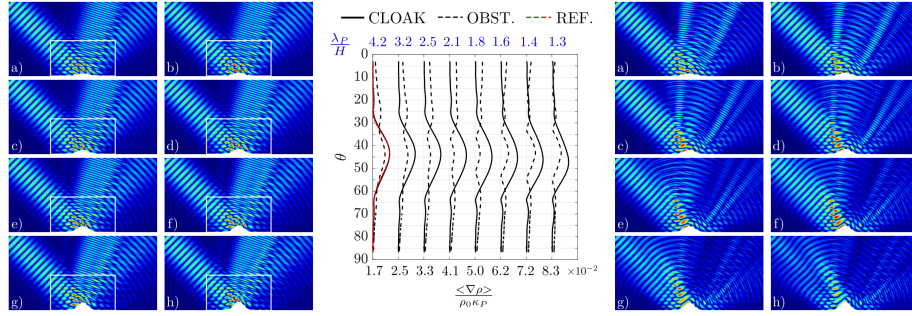 CLOAK OBST. REF.
λ_P/H 4.2 3.2 2.5 2.1 1.8 1.6 1.4 1.3
0
10
20
30
40
50
60
70
80
90
θ
1.7 2.5 3.3 4.1 5.0 6.2 7.2 8.3 ×10⁻²
<∇ρ>/ρ₀κ_P
a) b)
c) d)
e) f)
g) h)
a) b)
c) d)
e) f)
g) h)